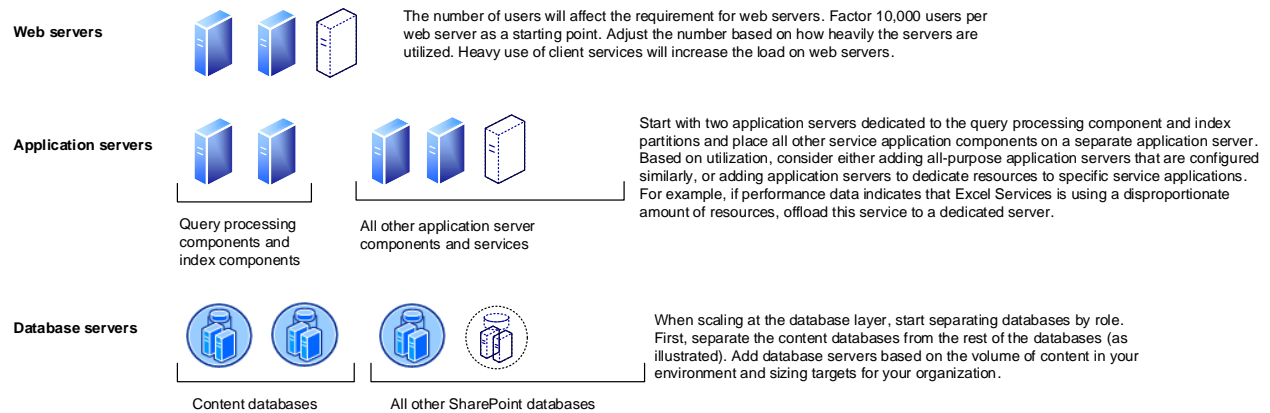 Web servers
The number of users will affect the requirement for web servers. Factor 10,000 users per
web server as a starting point. Adjust the number based on how heavily the servers are
utilized. Heavy use of client services will increase the load on web servers.
Application servers
Start with two application servers dedicated to the query processing component and index
partitions and place all other service application components on a separate application server.
Based on utilization, consider either adding all-purpose application servers that are configured
similarly, or adding application servers to dedicate resources to specific service applications.
For example, if performance data indicates that Excel Services is using a disproportionate
amount of resources, offload this service to a dedicated server.
Query processing
components and
index components
All other application server
components and services
Database servers
When scaling at the database layer, start separating databases by role.
First, separate the content databases from the rest of the databases (as
illustrated). Add database servers based on the volume of content in your
environment and sizing targets for your organization.
Content databases
All other SharePoint databases